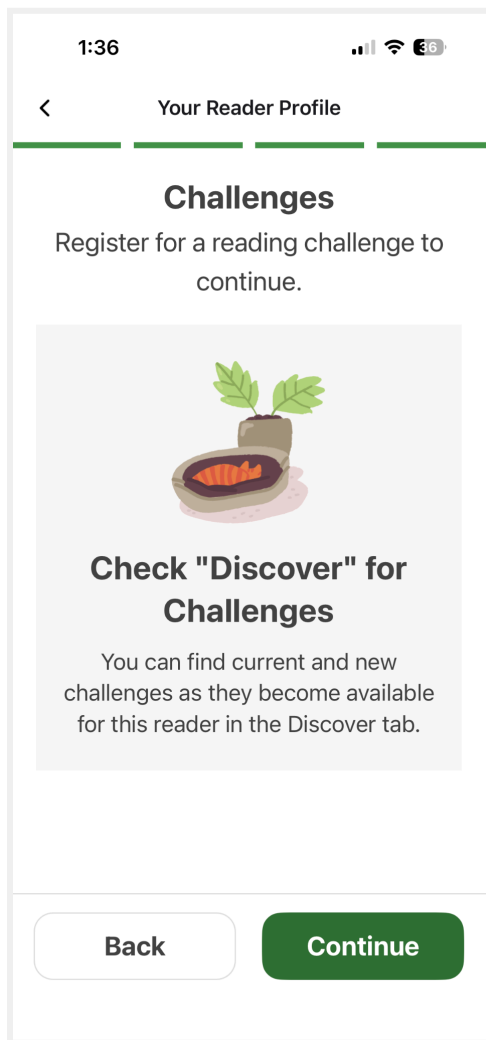 1:36
36
Your Reader Profile
Challenges
Register for a reading challenge to
continue.
Check "Discover" for
Challenges
You can find current and new
challenges as they become available
for this reader in the Discover tab.
Back
Continue